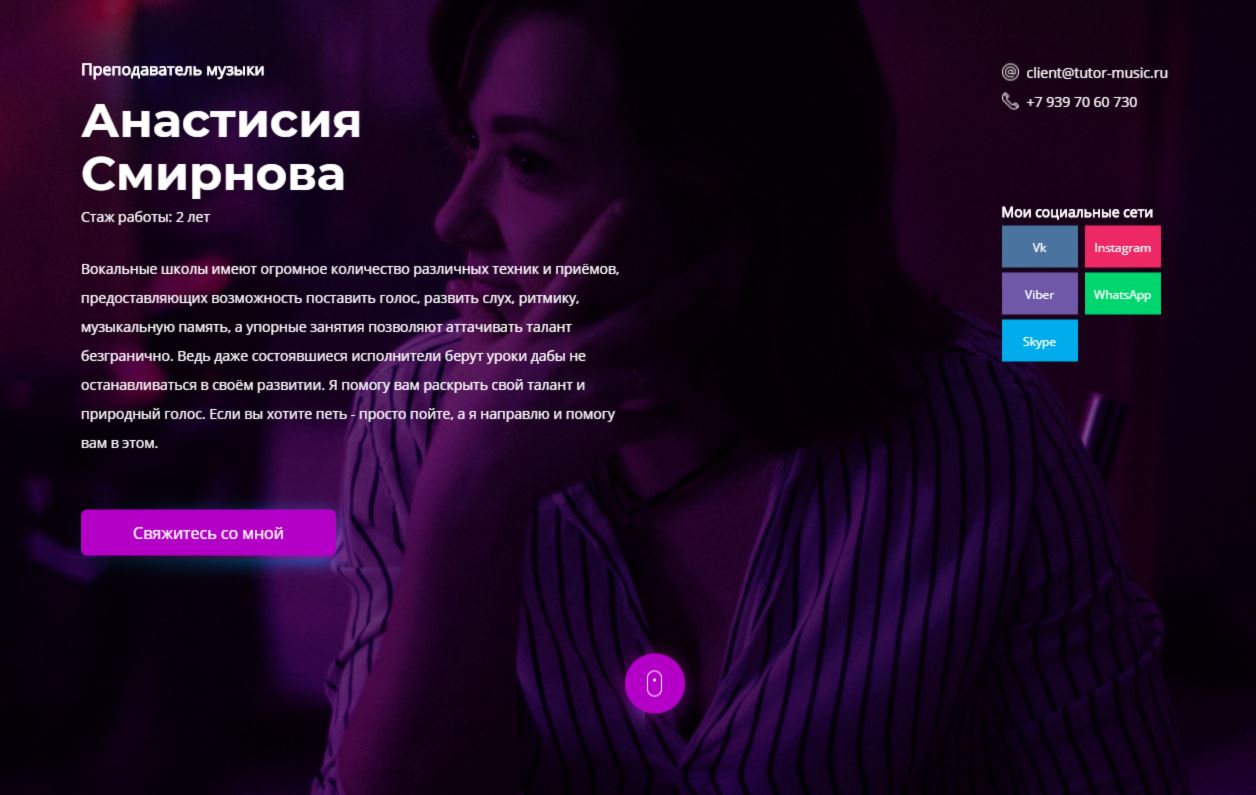 Преподаватель музыки
Анастисия
Смирнова
Стаж работы: 2 лет
Вокальные школы имеют огромное количество различных техник и приёмов,
предоставляющих возможность поставить голос, развить слух, ритмику,
музыкальную память, а упорные занятия позволяют аттачивать талант
безгранично. Ведь даже состоявшиеся исполнители берут уроки дабы не
останавливаться в своём развитии. Я помогу вам раскрыть свой талант и
природный голос. Если вы хотите петь - просто пойте, а я направлю и помогу
вам в этом.
Свяжитесь со мной
client@tutor-music.ru
+7 939 70 60 730
Мои социальные сети
Vk
Instagram
Viber
WhatsApp
Skype